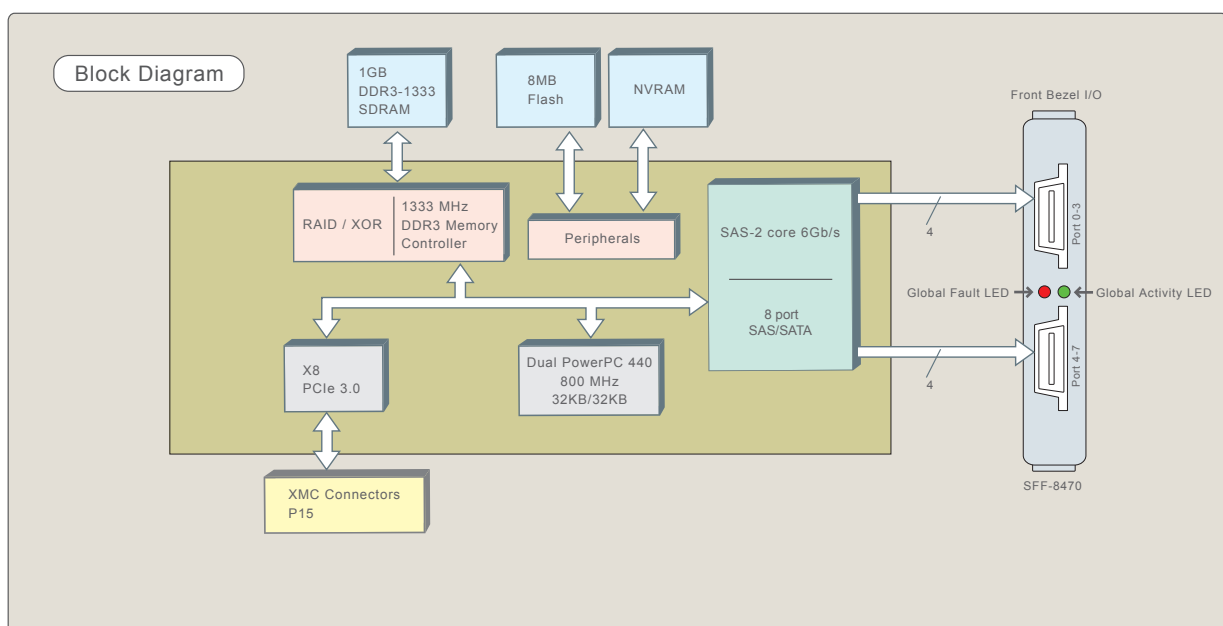 Block Diagram
1GB
DDR3-1333
SDRAM
8MB
Flash
NVRAM
Front Bezel I/O
RAID / XOR
1333 MHz
DDR3 Memory
Controller
Peripherals
SAS-2 core 6Gb/s
8 port
SAS/SATA
4
Port 0-3
Global Fault LED
Global Activity LED
X8
PCIe 3.0
Dual PowerPC 440
800 MHz
32KB/32KB
4
Port 4-7
XMC Connectors
P15
SFF-8470